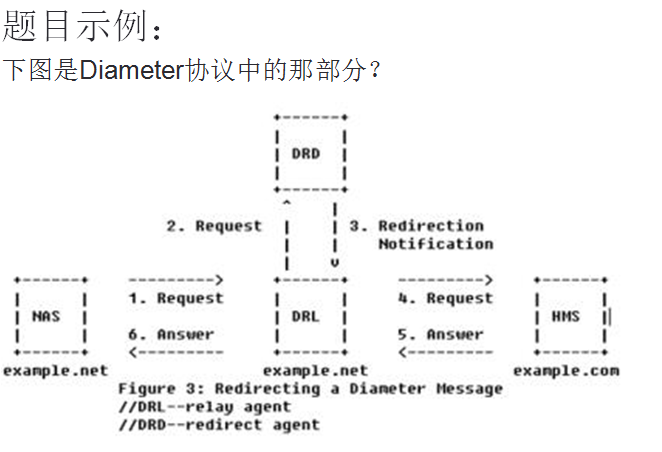 题目示例：
下图是Diameter协议中的那部分？
DRD
2. Request
3. Redirection
Notification
1. Request
4. Request
NAS
DRL
HMS
6. Answer
5. Answer
example.net
example.net
example.com
Figure 3: Redirecting a Diameter Message
//DRL--relay agent
//DRD--redirect agent